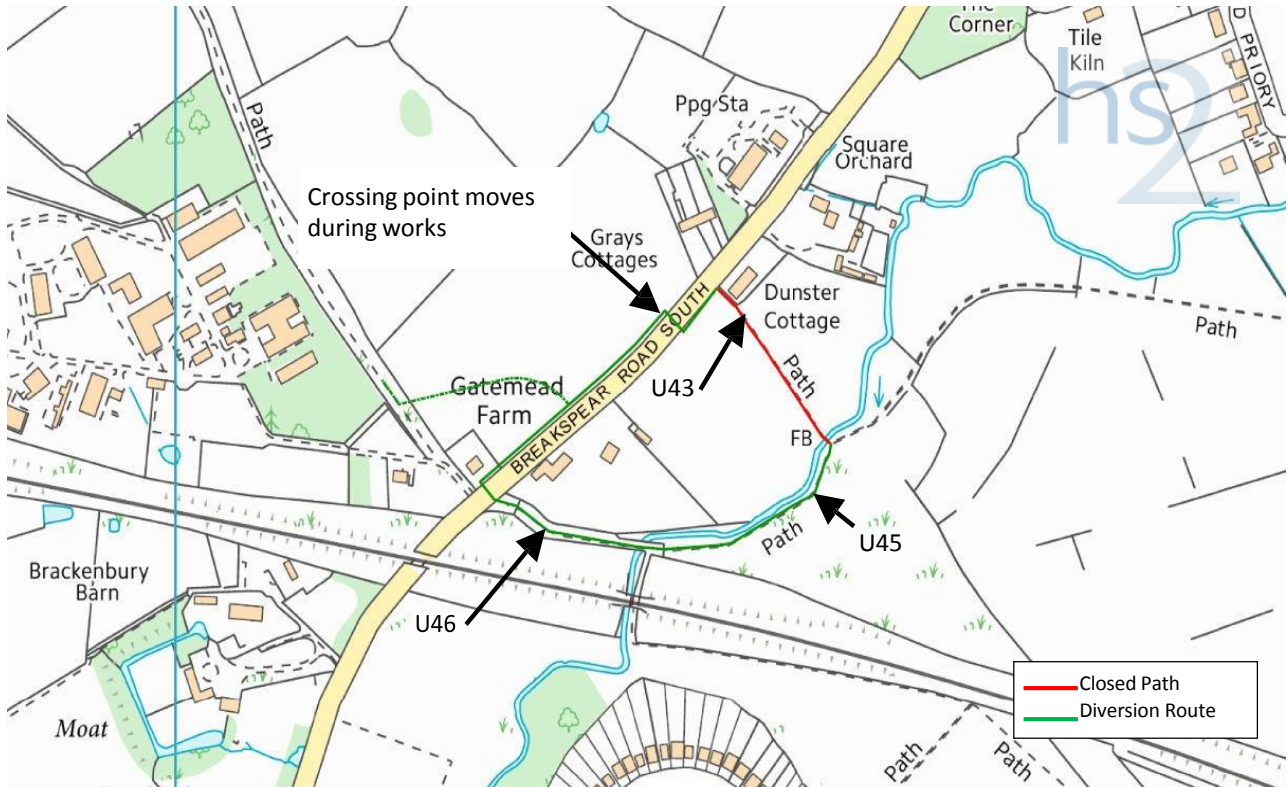 The
Corner
Tile
Kiln
D PRIORY
hs2
Path
Ppg Sta
Square
Orchard
Crossing point moves
during works
Grays
Cottages
Dunster
Cottage
Path
U43
Path
Gatemead
Farm
BREAKSPEAR ROAD SOUTH
FB
Path
U45
Brackenbury
Barn
U46
Closed Path
Diversion Route
Moat
Path
Path